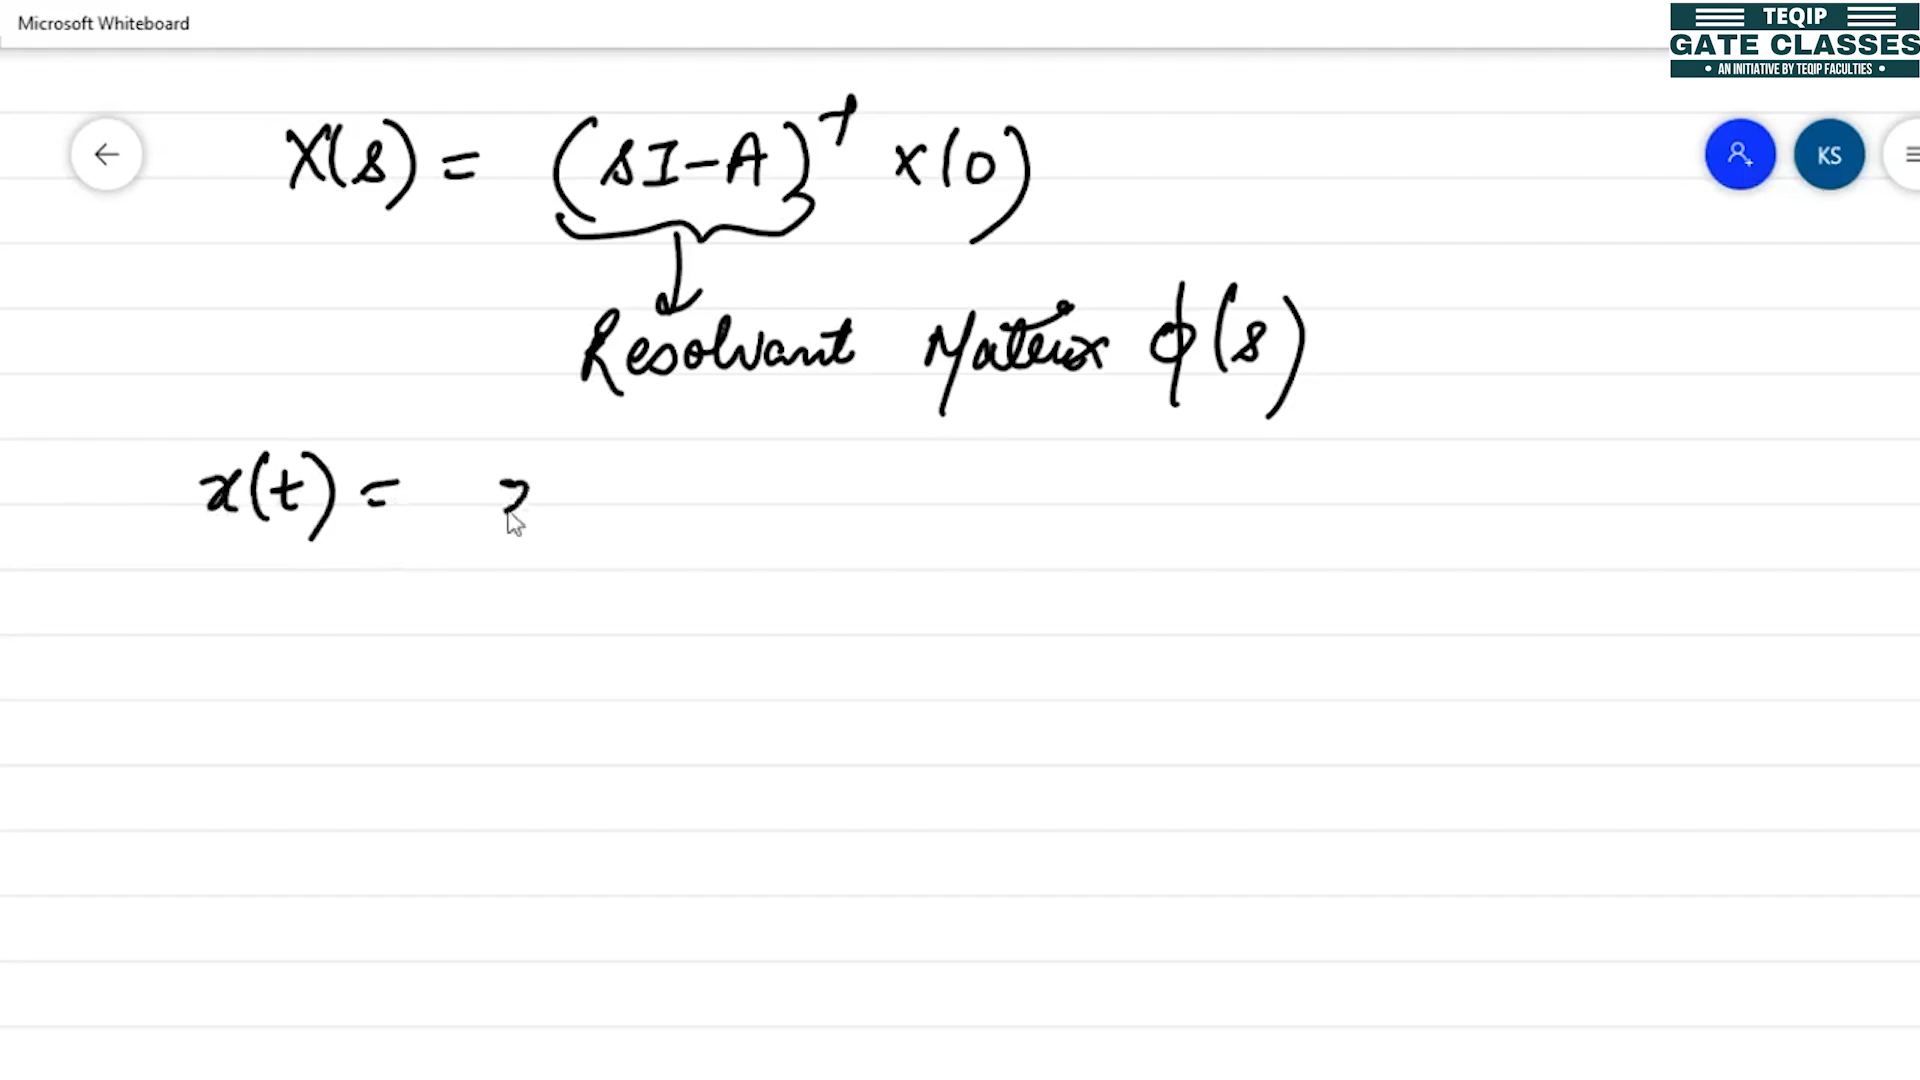 Microsoft Whiteboard
TEQIP
GATE CLASSES
• AN INITIATIVE BY TEQIP FACULTIES •
KS
X(s) = (sI-A)⁻¹ x(0)
Resolvant Matrix ϕ(s)
x(t) =